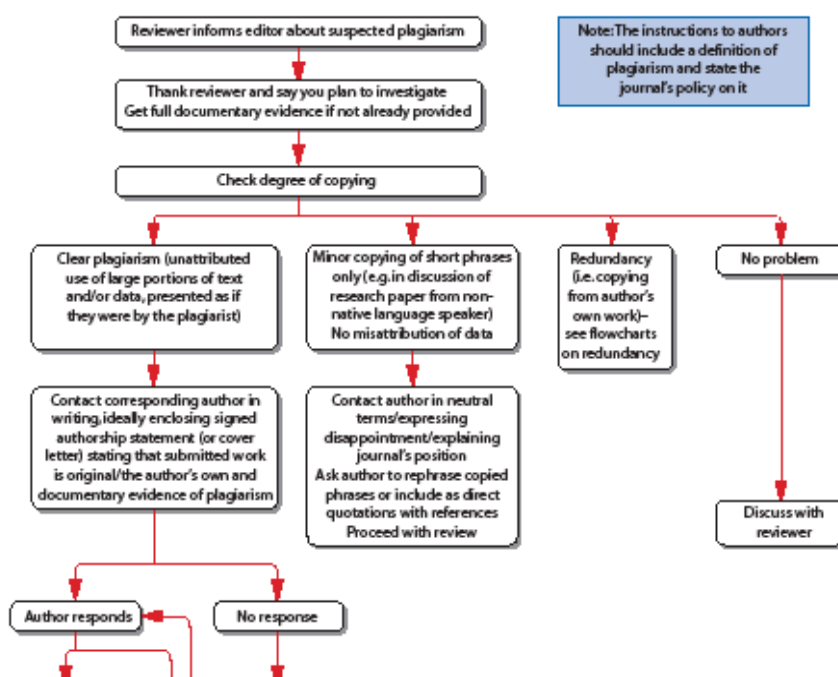 Reviewer informs editor about suspected plagiarism
Note:The instructions to authors
should include a definition of
plagiarism and state the
journal's policy on it
Thank reviewer and say you plan to investigate
Get full documentary evidence if not already provided
Check degree of copying
Clear plagiarism (unattributed
use of large portions of text
and/or data, presented as if
they were by the plagiarist)
Minor copying of short phrases
only (e.g. in discussion of
research paper from non-
native language speaker)
No misattribution of data
Redundancy
(i.e. copying
from author's
own work)–
see flowcharts
on redundancy
No problem
Contact corresponding author in
writing, ideally enclosing signed
authorship statement (or cover
letter) stating that submitted work
is original/the author's own and
documentary evidence of plagiarism
Contact author in neutral
terms/expressing
disappointment/explaining
journal's position
Ask author to rephrase copied
phrases or include as direct
quotations with references
Proceed with review
Discuss with
reviewer
Author responds
No response